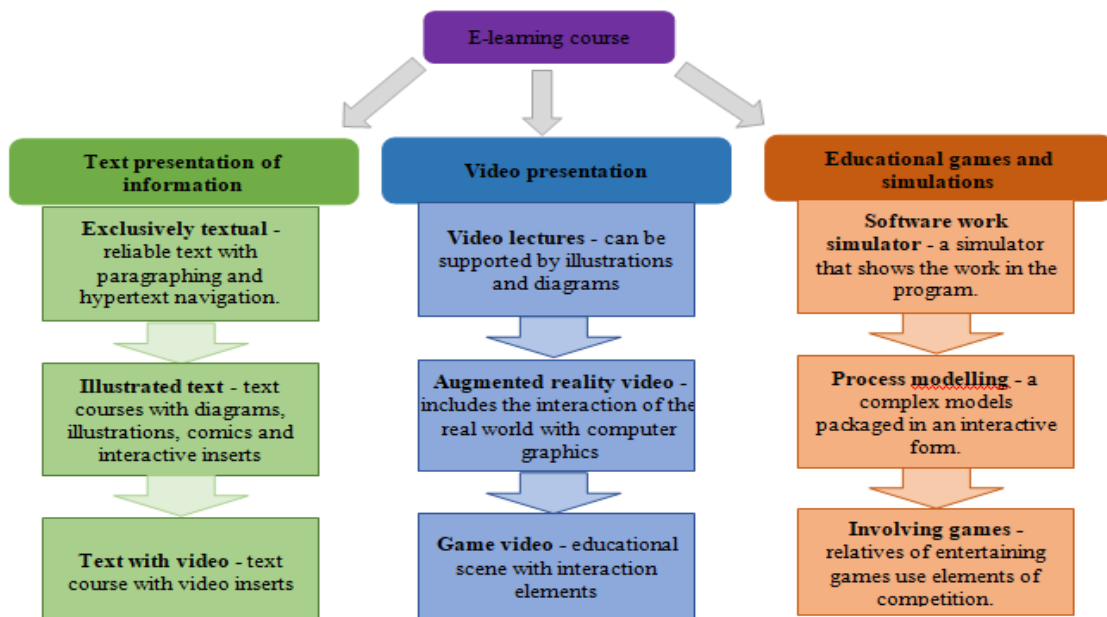 E-learning course
Text presentation of
information
Exclusively textual -
reliable text with
paragraphing and
hypertext navigation.
Illustrated text - text
courses with diagrams,
illustrations, comics and
interactive inserts
Text with video - text
course with video inserts
Video presentation
Video lectures - can be
supported by illustrations
and diagrams
Augmented reality video -
includes the interaction of the
real world with computer
graphics
Game video - educational
scene with interaction
elements
Educational games and
simulations
Software work
simulator - a simulator
that shows the work in the
program.
Process modelling - a
complex models
packaged in an interactive
form.
Involving games -
relatives of entertaining
games use elements of
competition.